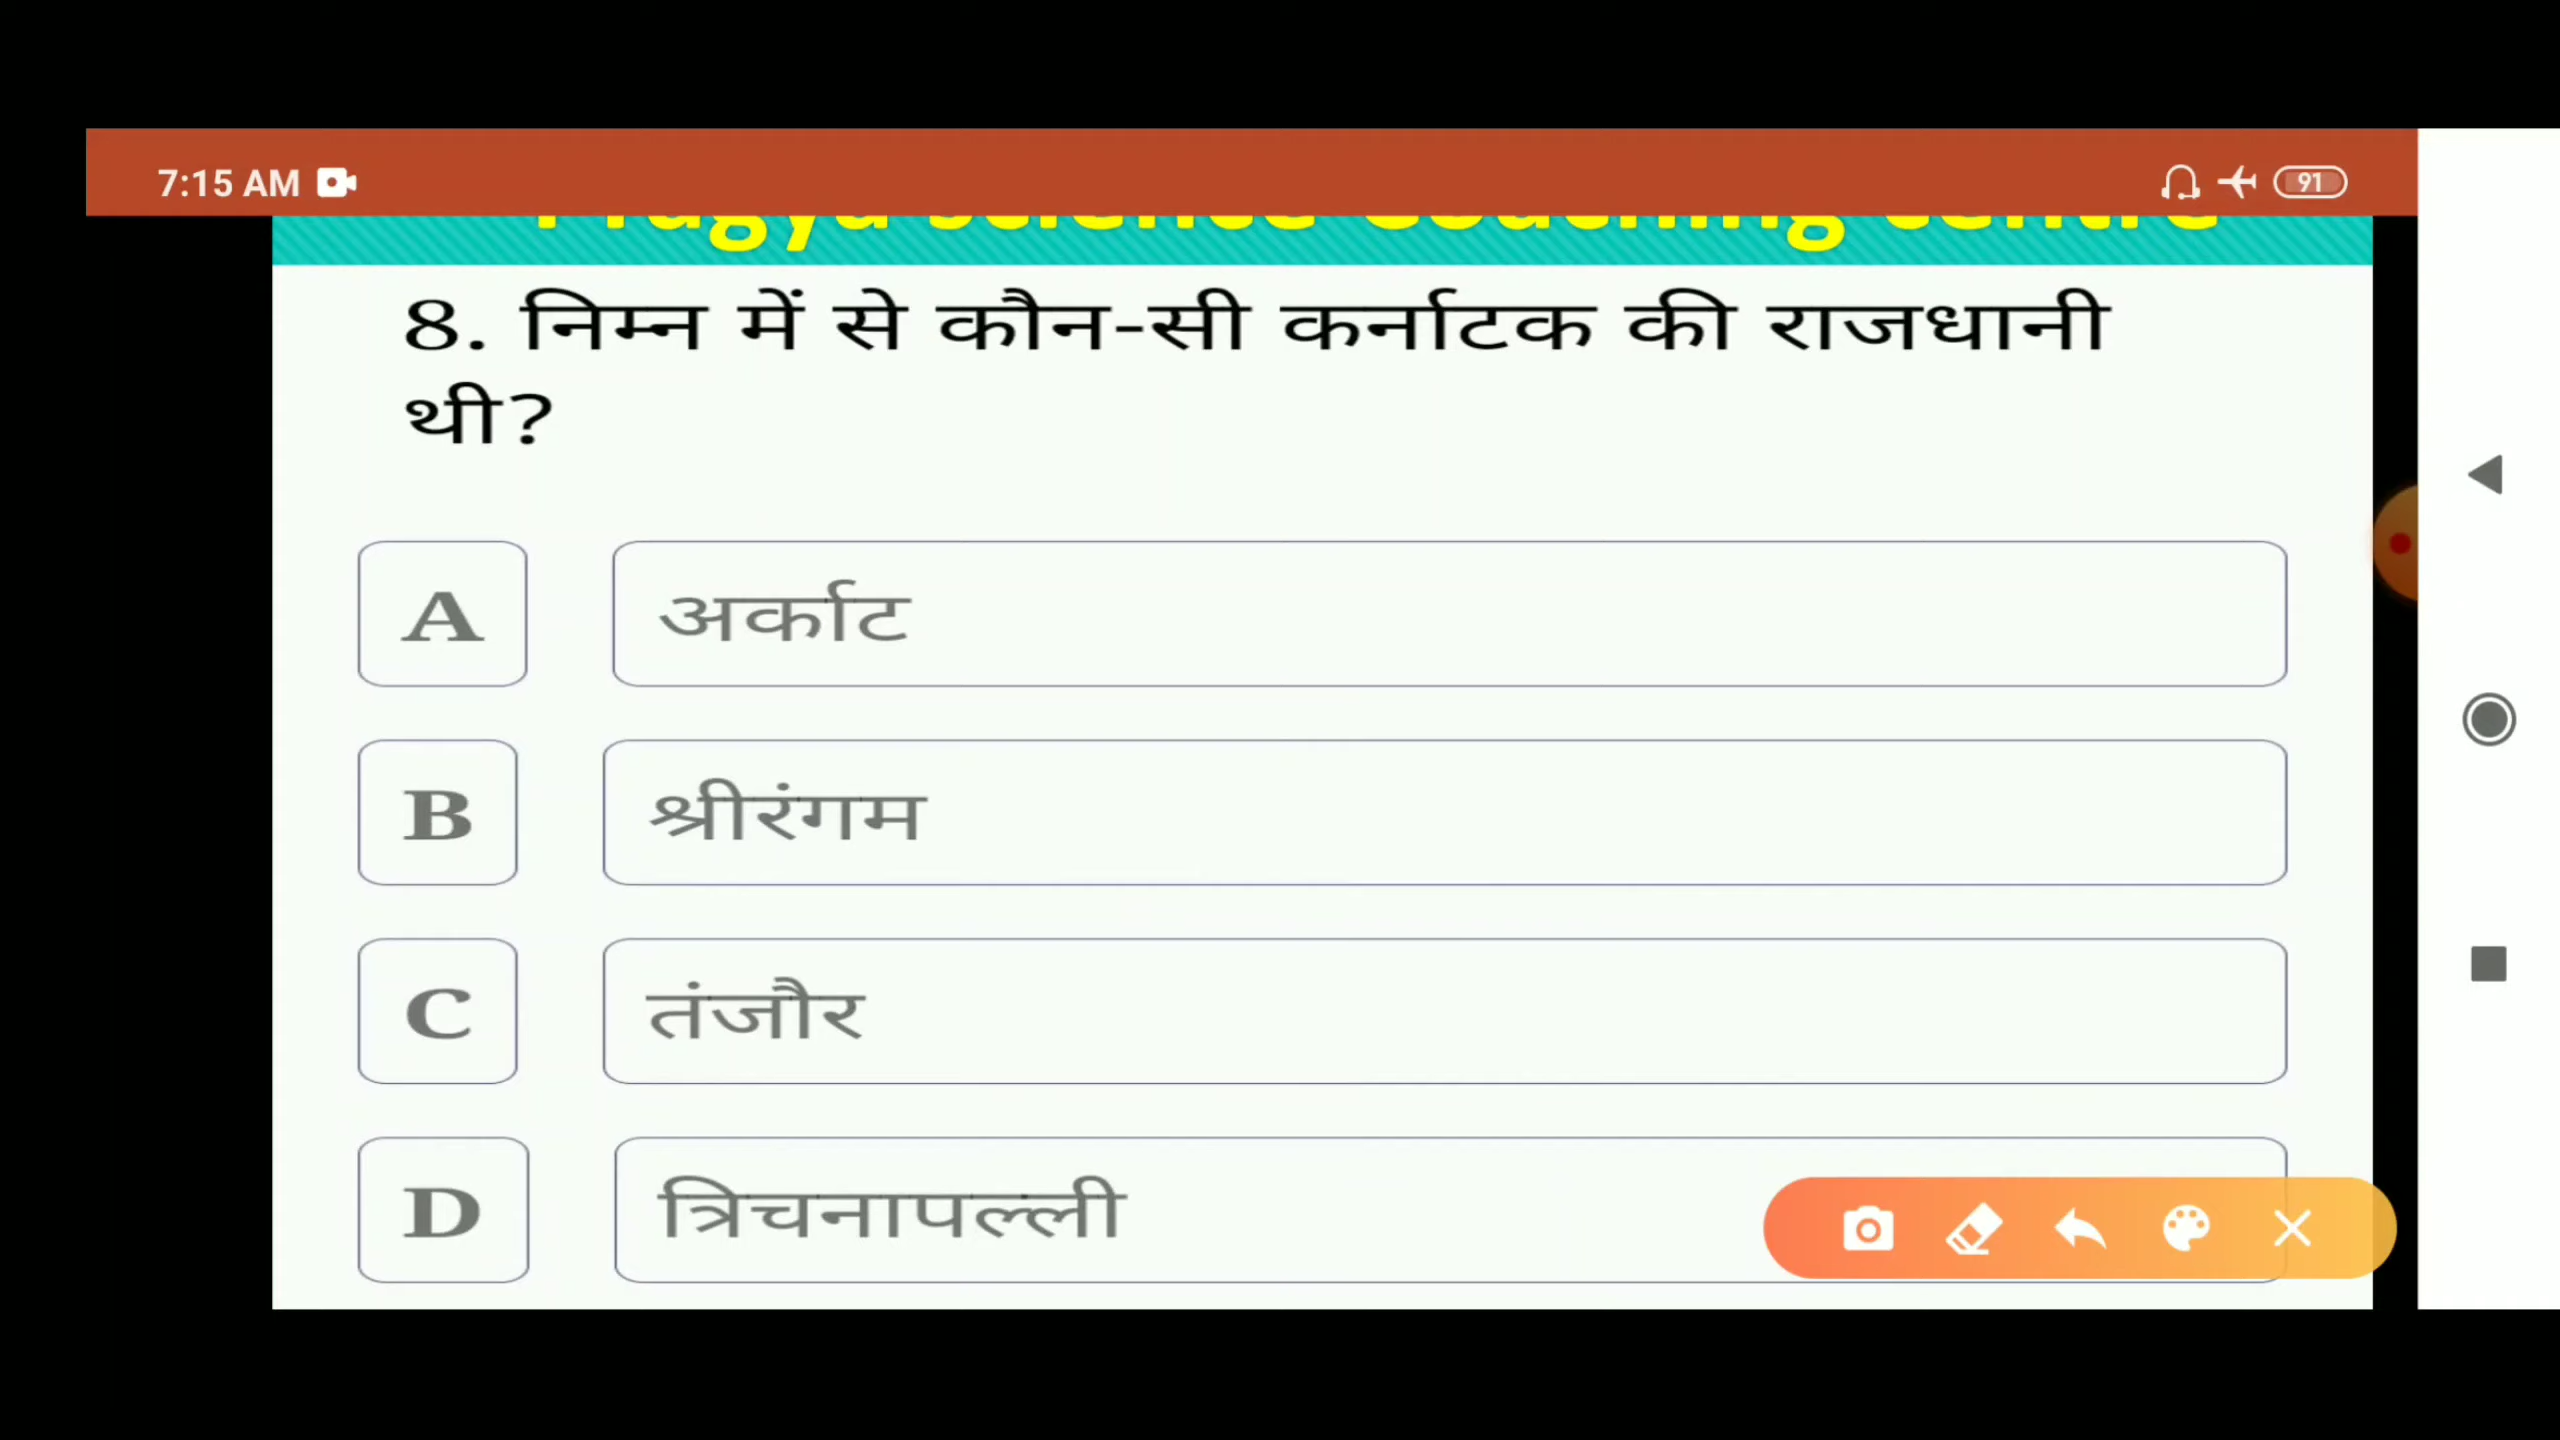 7:15 AM
91
8. निम्न में से कौन-सी कर्नाटक की राजधानी
थी?
A अर्काट
B श्रीरंगम
C तंजौर
D त्रिचनापल्ली